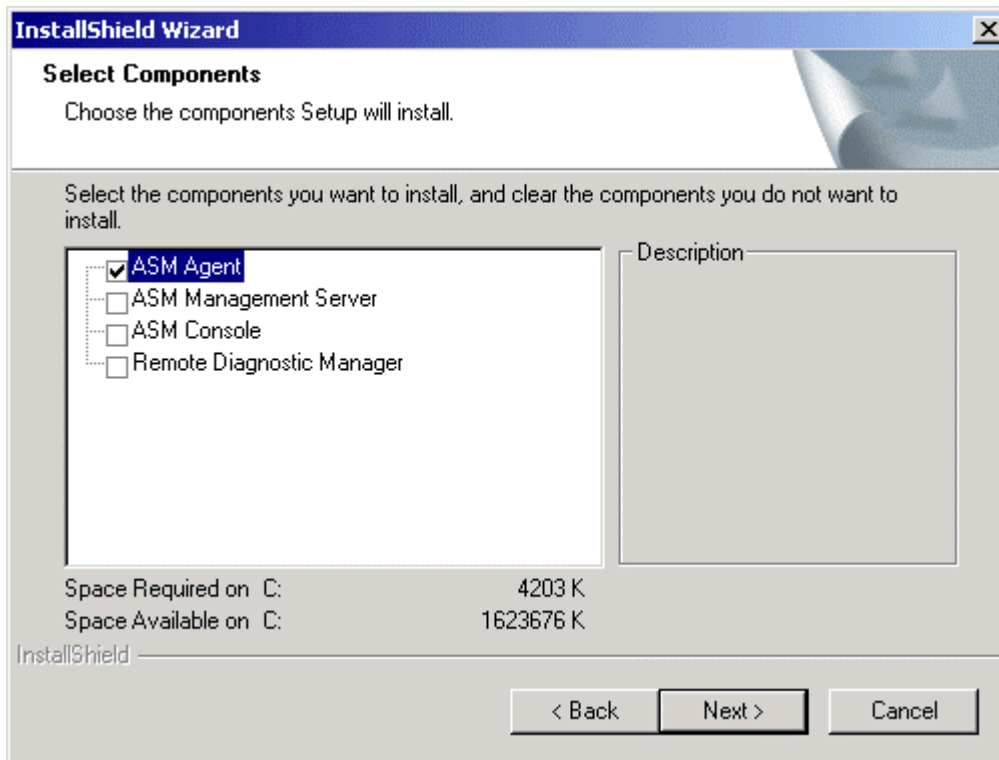 InstallShield Wizard
Select Components
Choose the components Setup will install.
Select the components you want to install, and clear the components you do not want to
install.
ASM Agent
ASM Management Server
ASM Console
Remote Diagnostic Manager
Description
Space Required on C: 4203 K
Space Available on C: 1623676 K
InstallShield
< Back Next > Cancel